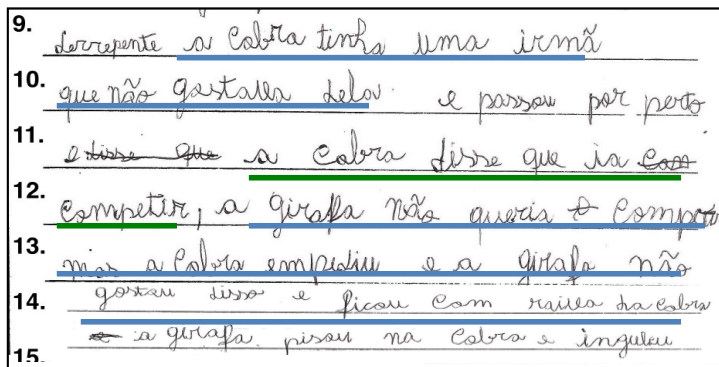 9.
derrepente a cobra tinha uma irmã
10.
que não gostava dela e passou por perto
11.
e disse que a cobra disse que ia com
12.
competir, a girafa não queria competir
13.
mas a cobra empediu e a girafa não
14.
gostou disso e ficou com raiva da cobra
e a girafa. pisou na cobra e inguliu
15.